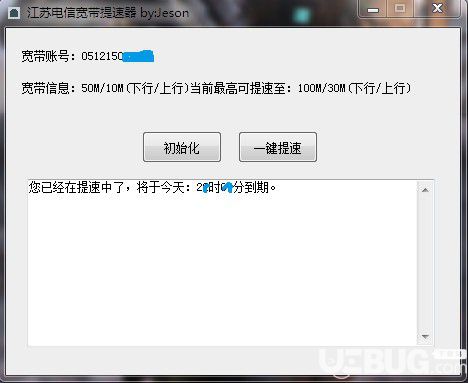 江苏电信宽带提速器 by:Jeson
宽带账号：0512150
宽带信息：50M/10M(下行/上行)当前最高可提速至：100M/30M(下行/上行)
初始化
一键提速
您已经在提速中了，将于今天：2时0分到期。
UEBUG.com